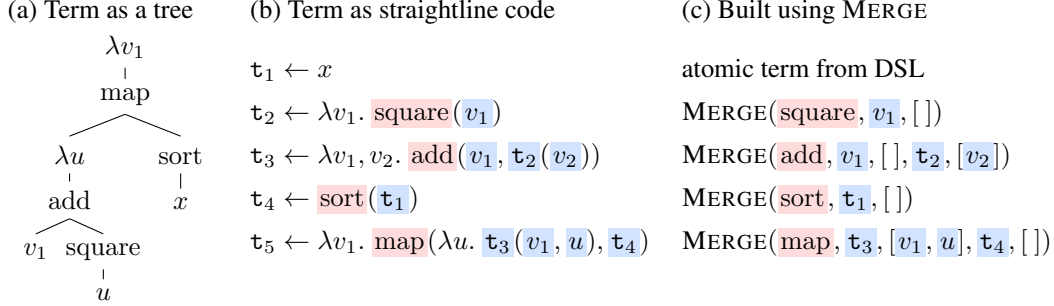 (a) Term as a tree
λv₁
map
λu sort
add x
v₁ square
u
(b) Term as straightline code
t₁ ← x
t₂ ← λv₁. square(v₁)
t₃ ← λv₁, v₂. add(v₁, t₂(v₂))
t₄ ← sort(t₁)
t₅ ← λv₁. map(λu. t₃(v₁, u), t₄)
(c) Built using MERGE
atomic term from DSL
MERGE(square, v₁, [ ])
MERGE(add, v₁, [ ], t₂, [v₂])
MERGE(sort, t₁, [ ])
MERGE(map, t₃, [v₁, u], t₄, [ ])